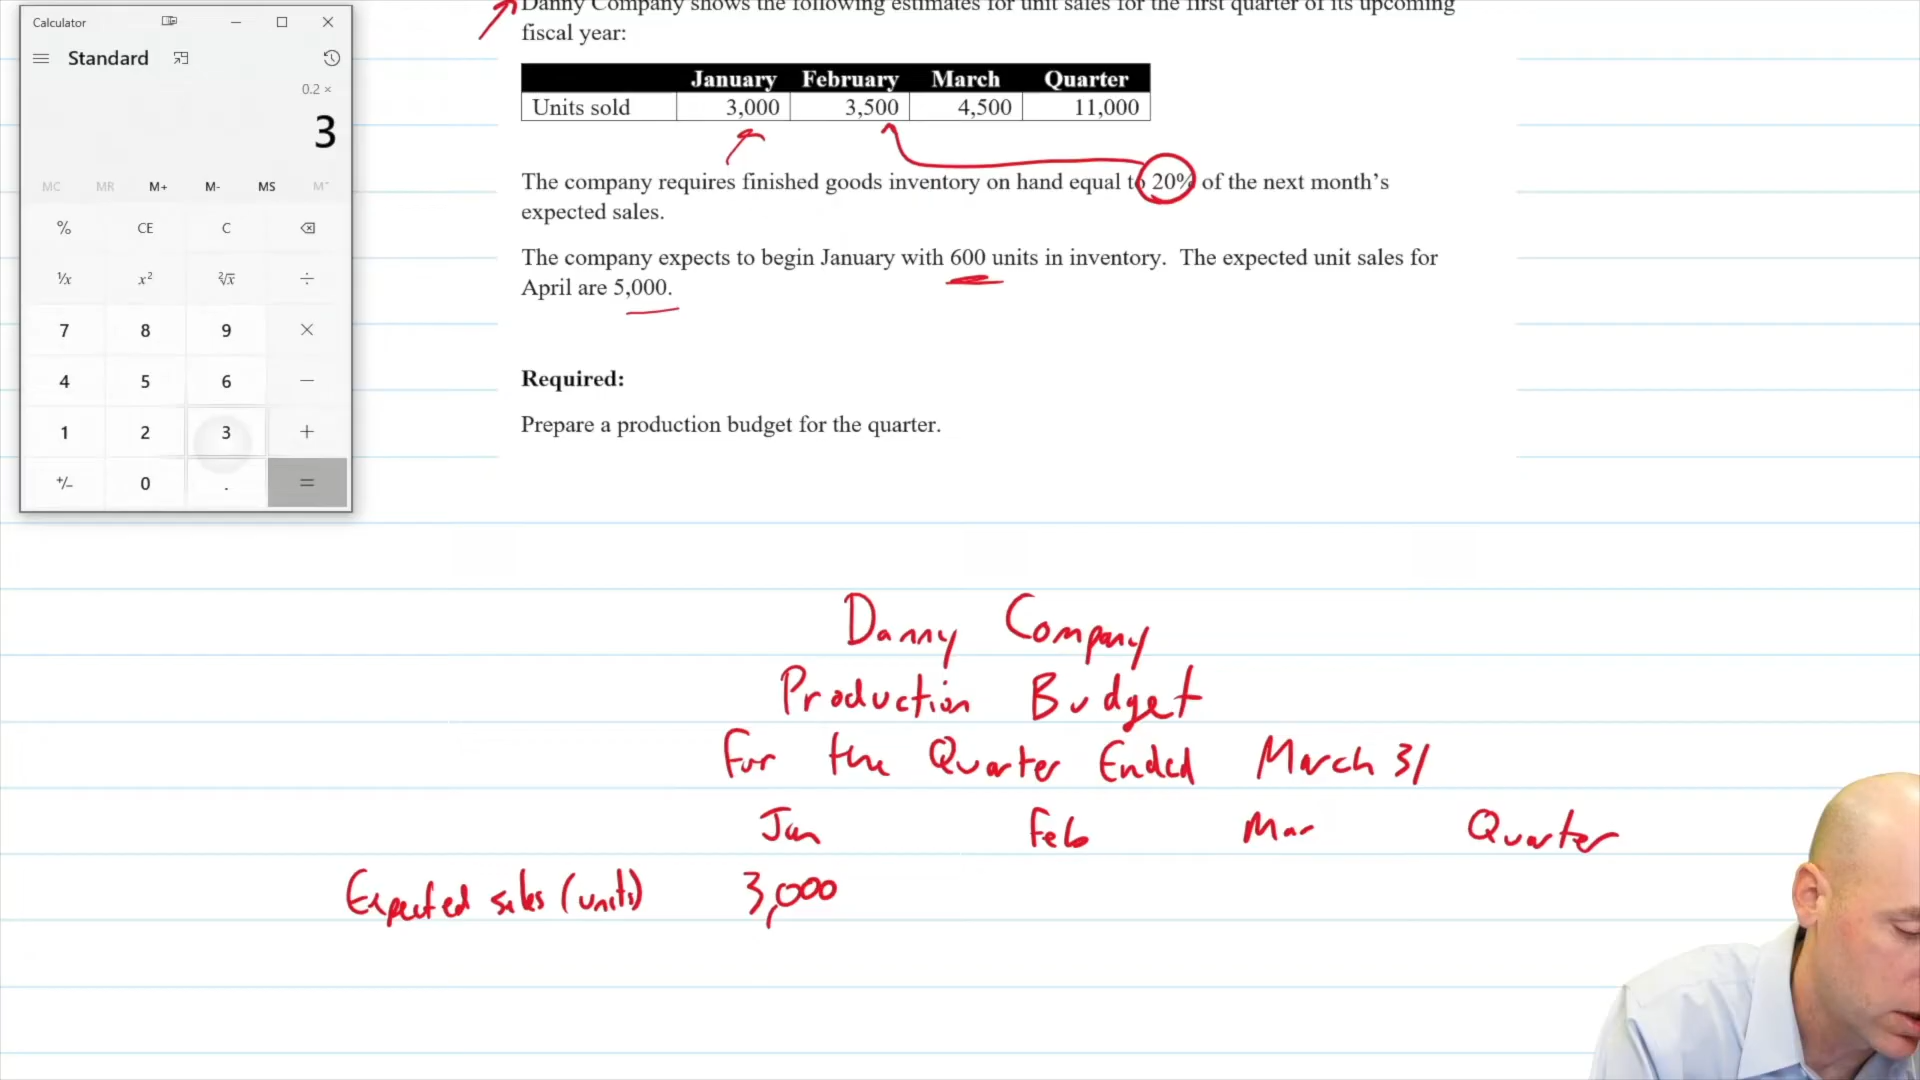 Calculator
Standard
0.2 ×
3
MC MR M+ M- MS M˅
% CE C
¹/x x² ²√x ÷
7 8 9 ×
4 5 6 −
1 2 3 +
+/− 0 . =
Danny Company shows the following estimates for unit sales for the first quarter of its upcoming
fiscal year:
January February March Quarter
Units sold 3,000 3,500 4,500 11,000
The company requires finished goods inventory on hand equal to 20% of the next month’s
expected sales.
The company expects to begin January with 600 units in inventory. The expected unit sales for
April are 5,000.
Required:
Prepare a production budget for the quarter.
Danny Company
Production Budget
For the Quarter Ended March 31
Jan Feb Mar Quarter
Expected sales (units) 3,000